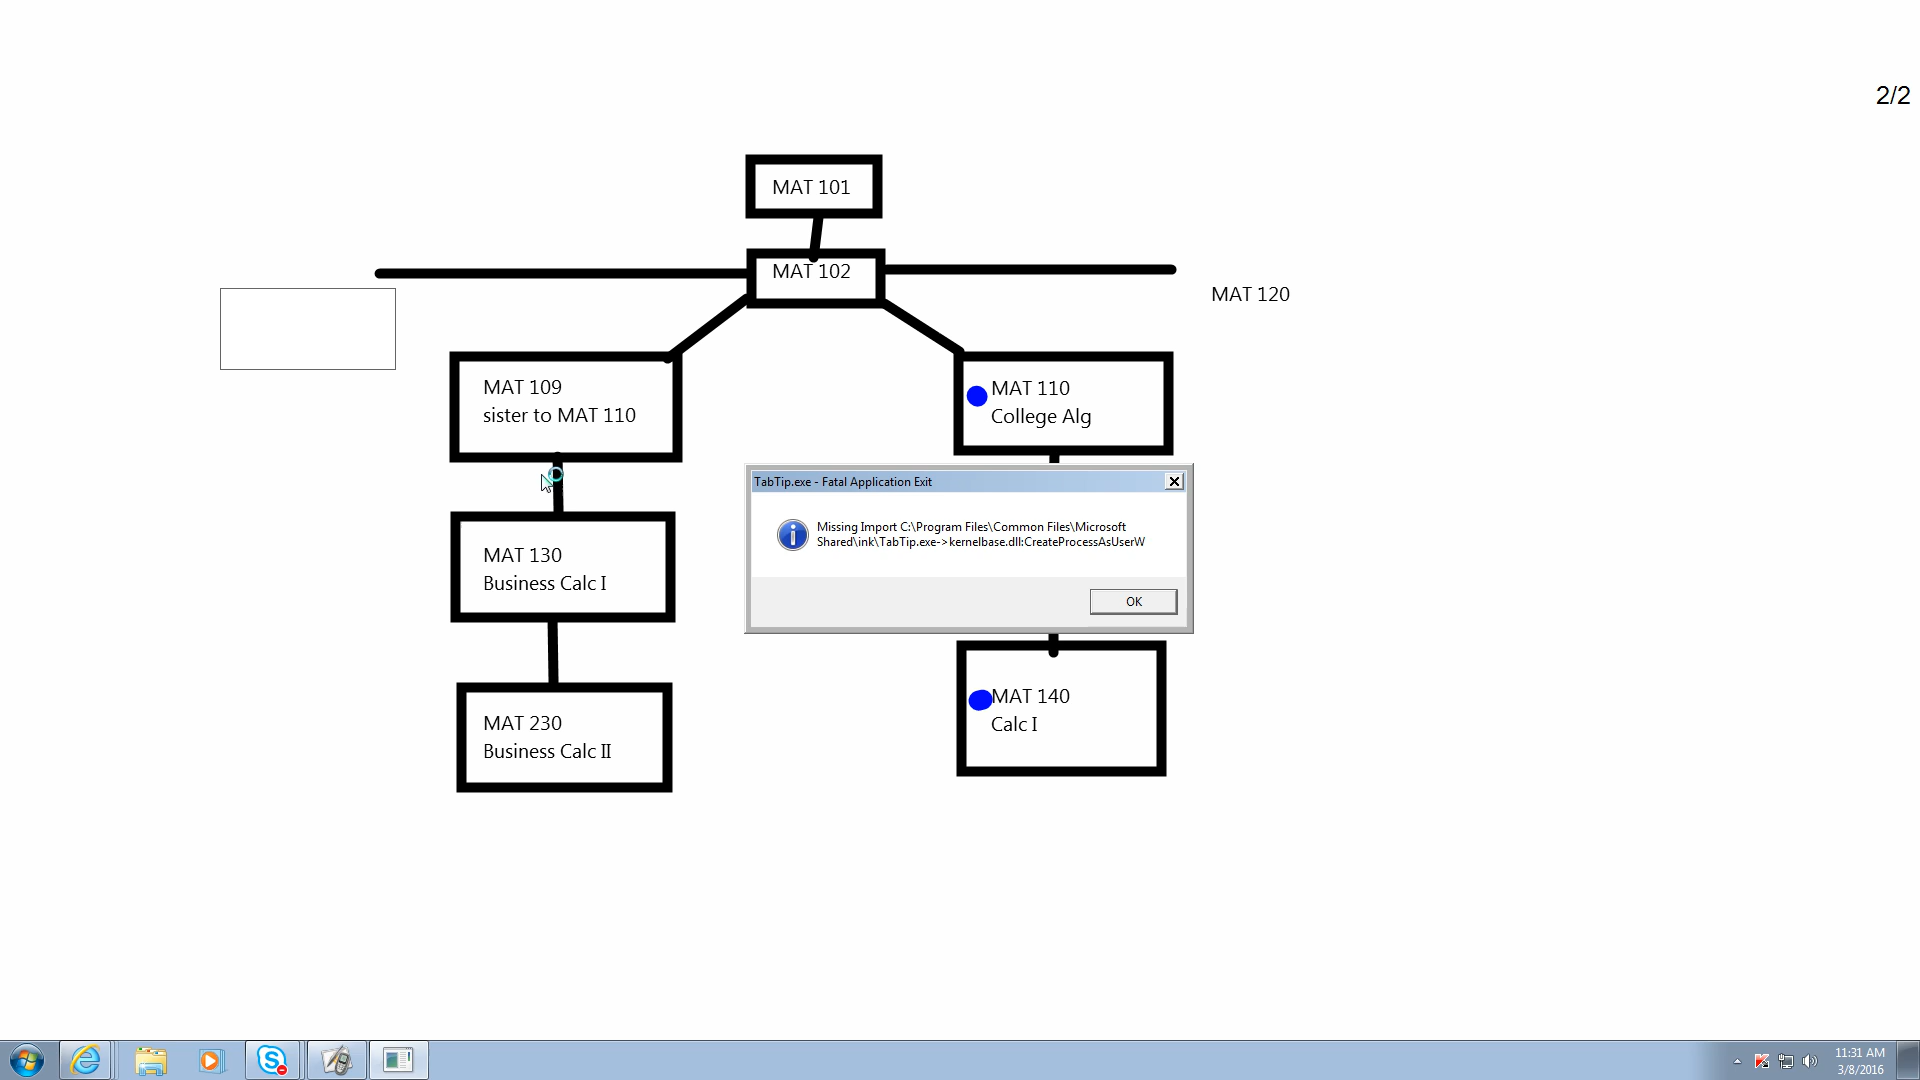 2/2
MAT 101
MAT 102
MAT 120
MAT 109
sister to MAT 110
MAT 110
College Alg
TabTip.exe - Fatal Application Exit
Missing Import C:\Program Files\Common Files\Microsoft
Shared\ink\TabTip.exe->kernelbase.dll:CreateProcessAsUserW
OK
MAT 130
Business Calc I
MAT 230
Business Calc II
MAT 140
Calc I
11:31 AM
3/8/2016